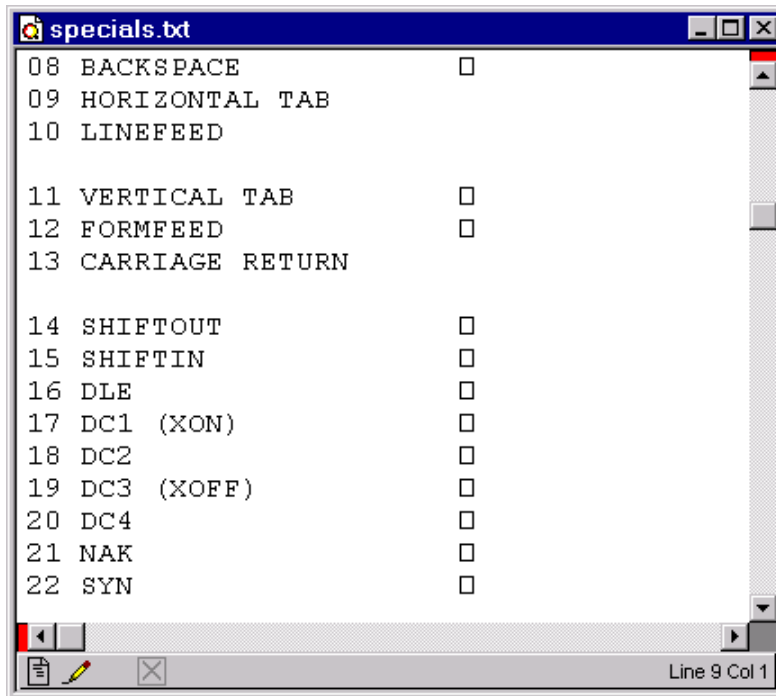 specials.txt
08 BACKSPACE □
09 HORIZONTAL TAB
10 LINEFEED
11 VERTICAL TAB □
12 FORMFEED □
13 CARRIAGE RETURN
14 SHIFTOUT □
15 SHIFTIN □
16 DLE □
17 DC1 (XON) □
18 DC2 □
19 DC3 (XOFF) □
20 DC4 □
21 NAK □
22 SYN □
Line 9 Col 1